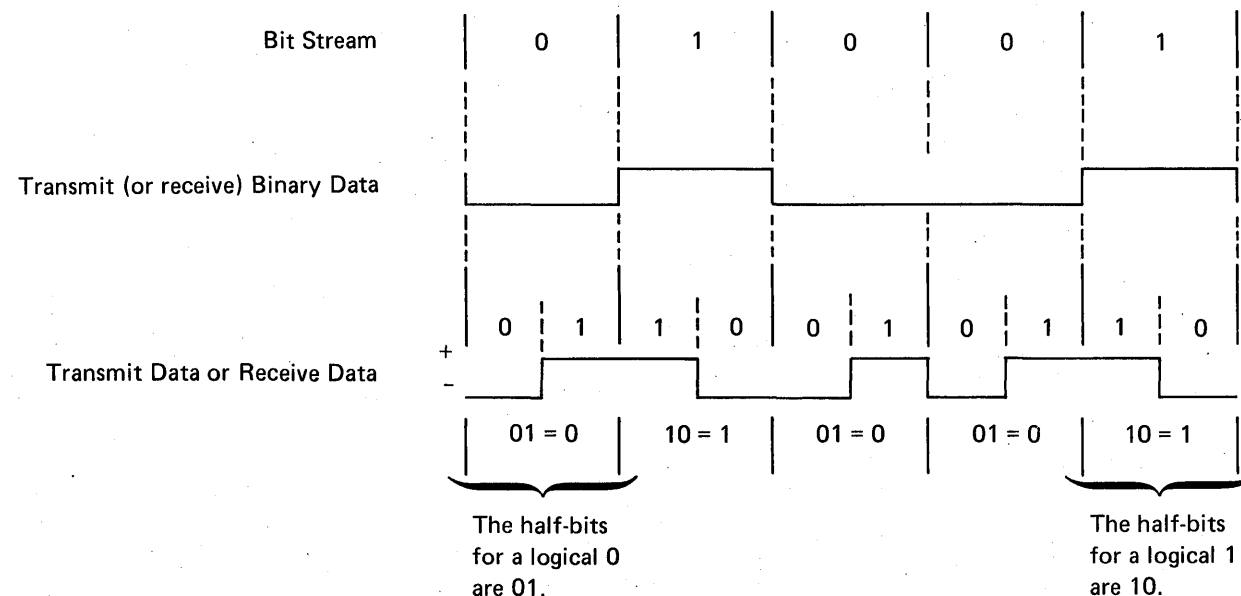 Bit Stream 0 1 0 0 1
Transmit (or receive) Binary Data
0 1 1 0 0 1 0 1 1 0
+
Transmit Data or Receive Data
–
01 = 0 10 = 1 01 = 0 01 = 0 10 = 1
The half-bits
for a logical 0
are 01.
The half-bits
for a logical 1
are 10.